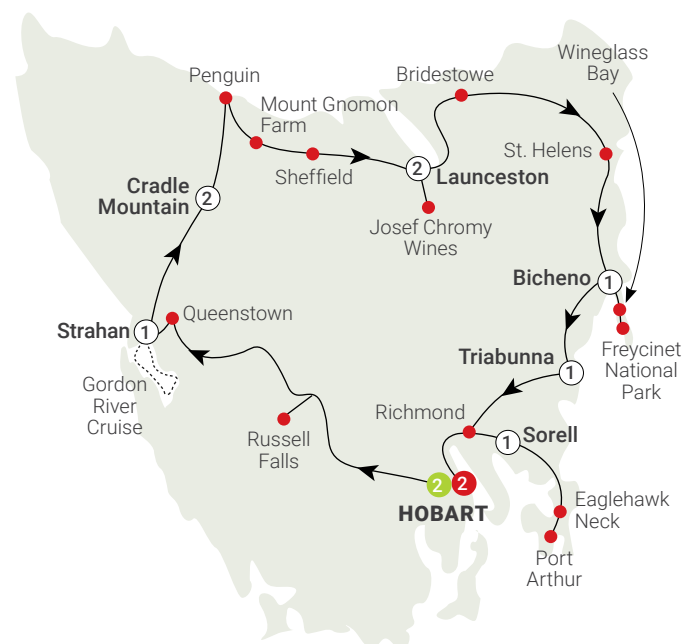 Wineglass
Bay
Penguin
Bridestowe
Mount Gnomon
Farm
St. Helens
Sheffield
2
Launceston
Cradle
Mountain
2
Josef Chromy
Wines
Bicheno
1
Queenstown
Strahan
1
Freycinet
National
Park
Triabunna
1
Gordon
River
Cruise
Richmond
Russell
Falls
1
Sorell
2
2
HOBART
Eaglehawk
Neck
Port
Arthur